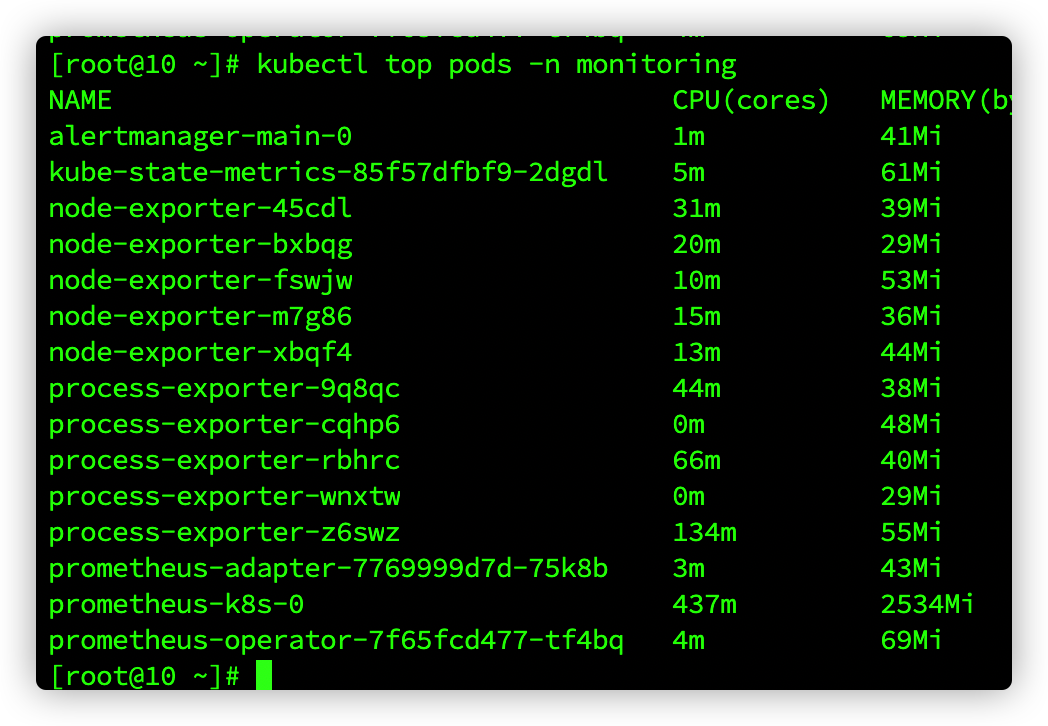 [root@10 ~]# kubectl top pods -n monitoring
NAME CPU(cores) MEMORY(by
alertmanager-main-0 1m 41Mi
kube-state-metrics-85f57dfbf9-2dgdl 5m 61Mi
node-exporter-45cdl 31m 39Mi
node-exporter-bxbqg 20m 29Mi
node-exporter-fswjw 10m 53Mi
node-exporter-m7g86 15m 36Mi
node-exporter-xbqf4 13m 44Mi
process-exporter-9q8qc 44m 38Mi
process-exporter-cqhp6 0m 48Mi
process-exporter-rbhrc 66m 40Mi
process-exporter-wnxtw 0m 29Mi
process-exporter-z6swz 134m 55Mi
prometheus-adapter-7769999d7d-75k8b 3m 43Mi
prometheus-k8s-0 437m 2534Mi
prometheus-operator-7f65fcd477-tf4bq 4m 69Mi
[root@10 ~]#